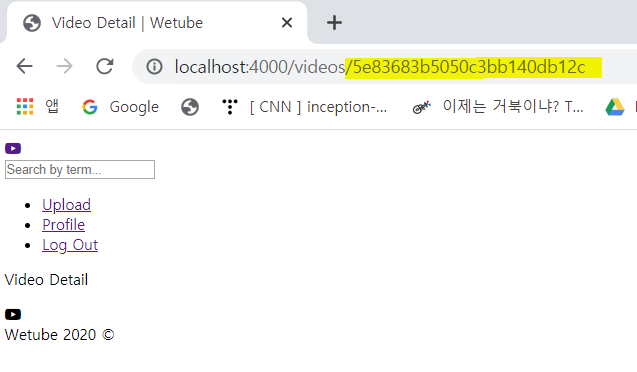 Video Detail | Wetube
localhost:4000/videos/5e83683b5050c3bb140db12c
앱 Google [ CNN ] inception-... 이제는 거북이냐? T...
Search by term...
Upload
Profile
Log Out
Video Detail
Wetube 2020 ©